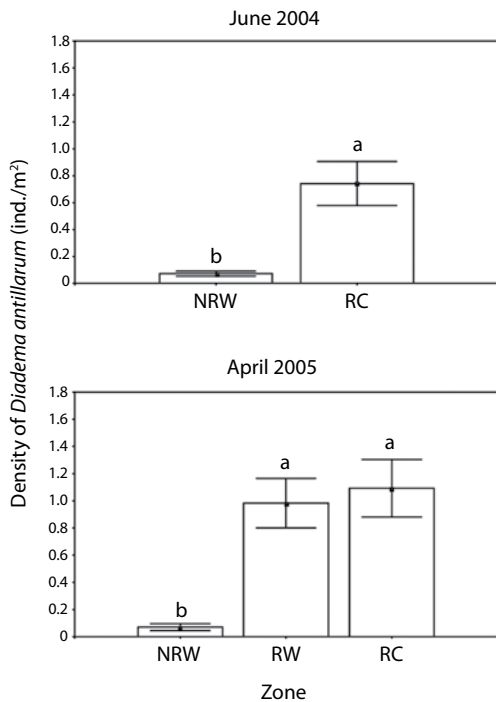 June 2004
Density of Diadema antillarum (ind./m²)
1.8
1.6
1.4
1.2
1.0
0.8
0.6
0.4
0.2
0
b
a
NRW
RC
April 2005
1.8
1.6
1.4
1.2
1.0
0.8
0.6
0.4
0.2
0
b
a
a
NRW
RW
RC
Zone